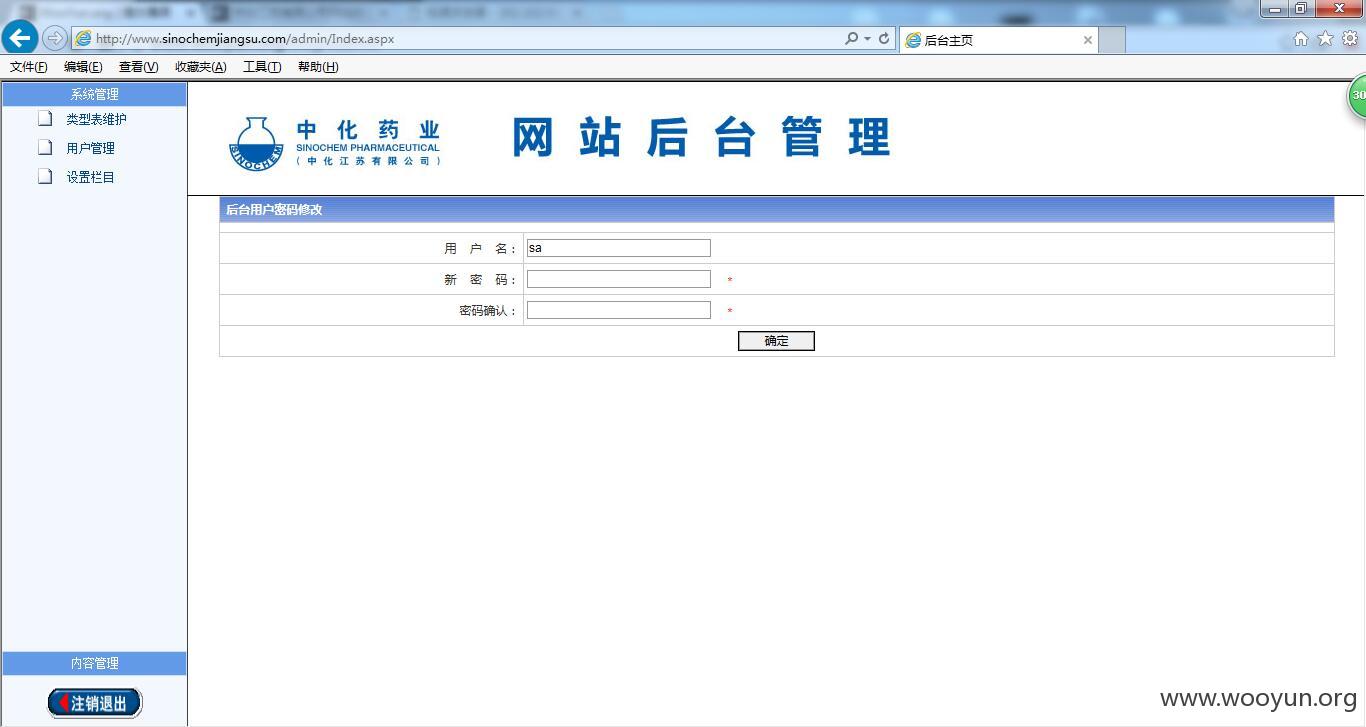 http://www.sinochemjiangsu.com/admin/Index.aspx
后台主页
文件(F) 编辑(E) 查看(V) 收藏夹(A) 工具(T) 帮助(H)
系统管理
类型表维护
用户管理
设置栏目
30
SINOCHEM
中化药业
SINOCHEM PHARMACEUTICAL
(中化江苏有限公司)
网站后台管理
后台用户密码修改
用 户 名：
sa
新 密 码：
*
密码确认：
*
确定
内容管理
注销退出
www.wooyun.org